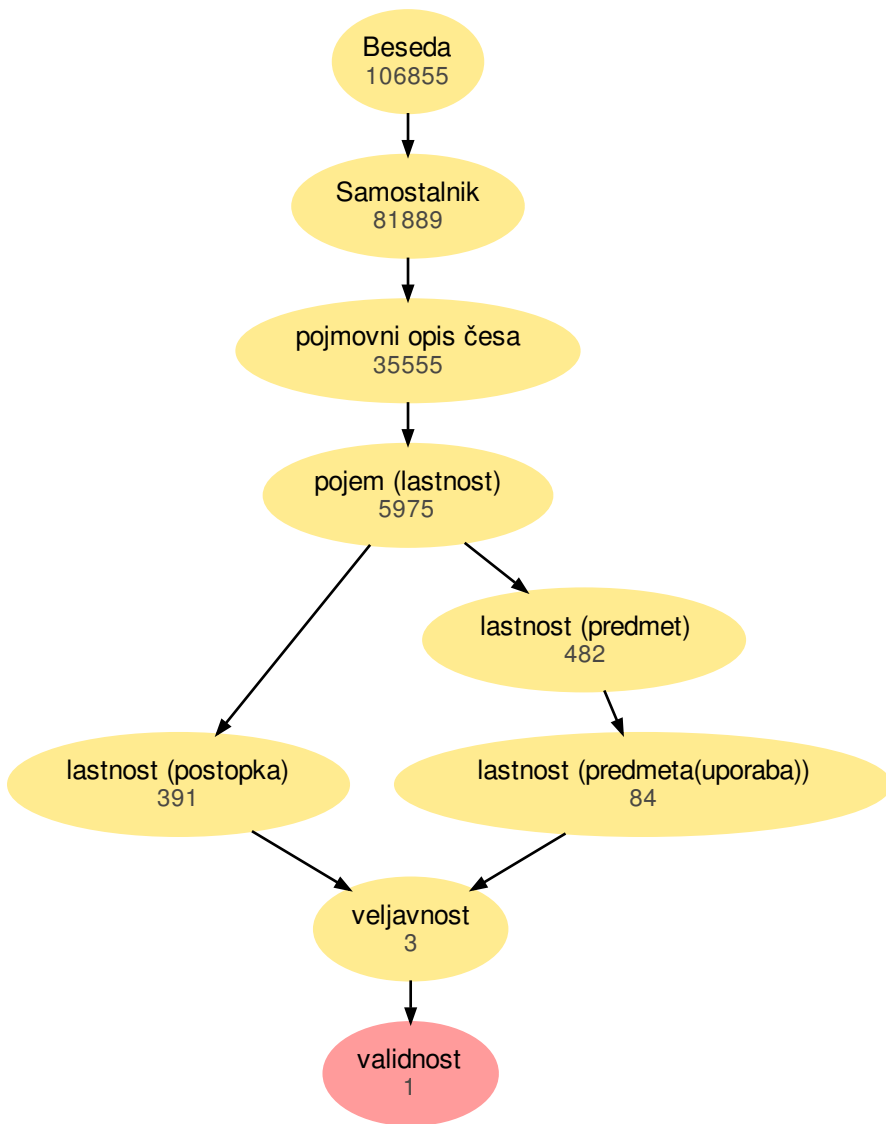 Beseda
106855
Samostalnik
81889
pojmovni opis česa
35555
pojem (lastnost)
5975
lastnost (predmet)
482
lastnost (postopka)
391
lastnost (predmeta(uporaba))
84
veljavnost
3
validnost
1